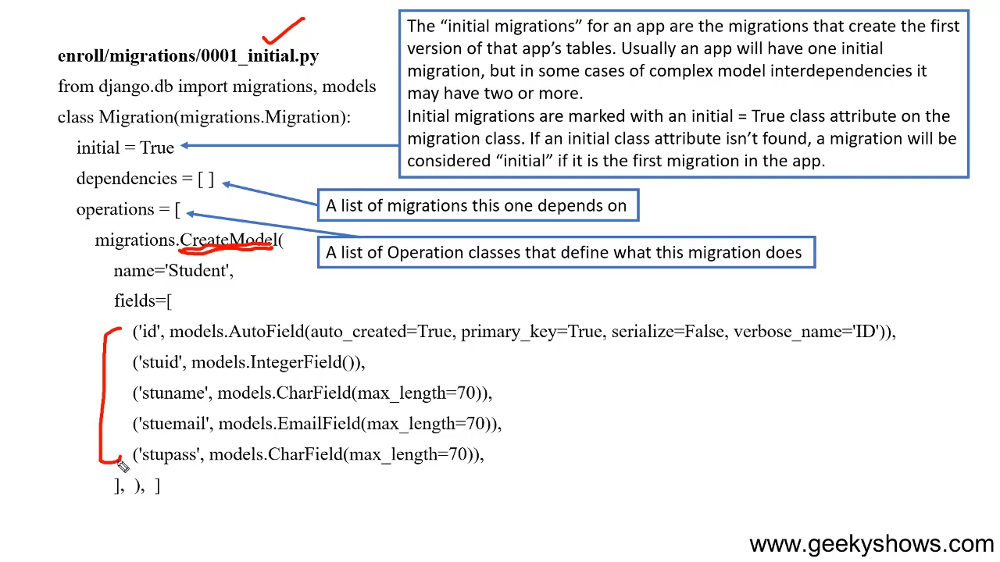 enroll/migrations/0001_initial.py
from django.db import migrations, models
class Migration(migrations.Migration):
initial = True
dependencies = [ ]
operations = [
migrations.CreateModel(
name='Student',
fields=[
('id', models.AutoField(auto_created=True, primary_key=True, serialize=False, verbose_name='ID')),
('stuid', models.IntegerField()),
('stuname', models.CharField(max_length=70)),
('stuemail', models.EmailField(max_length=70)),
('stupass', models.CharField(max_length=70)),
], ), ]
The “initial migrations” for an app are the migrations that create the first
version of that app’s tables. Usually an app will have one initial
migration, but in some cases of complex model interdependencies it
may have two or more.
Initial migrations are marked with an initial = True class attribute on the
migration class. If an initial class attribute isn’t found, a migration will be
considered “initial” if it is the first migration in the app.
A list of migrations this one depends on
A list of Operation classes that define what this migration does
www.geekyshows.com